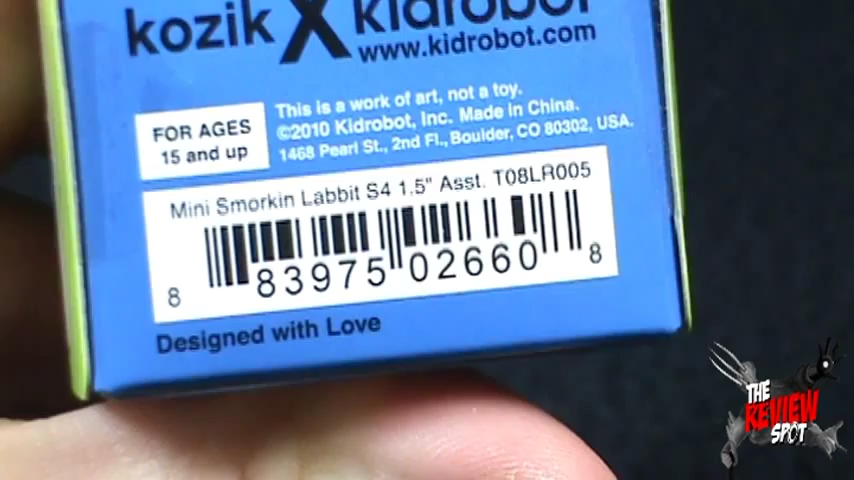 kozik X kidrobot
www.kidrobot.com
This is a work of art, not a toy.
©2010 Kidrobot, Inc. Made in China.
1468 Pearl St., 2nd Fl., Boulder, CO 80302, USA.
FOR AGES
15 and up
Mini Smorkin Labbit S4 1.5" Asst. T08LR005
8 83975 02660 8
Designed with Love
THE
REVIEW
SPOT